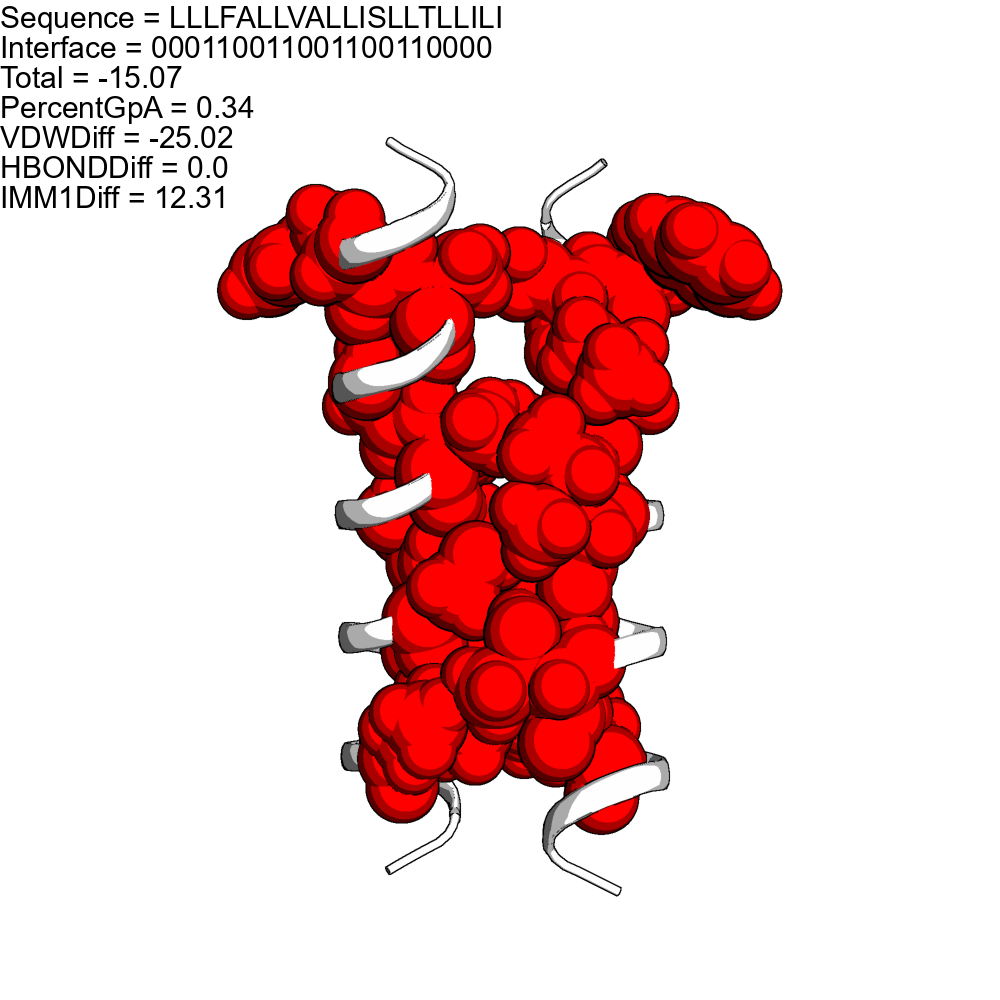 Sequence = LLLFALLVALLISLLTLLILI
Interface = 000110011001100110000
Total = -15.07
PercentGpA = 0.34
VDWDiff = -25.02
HBONDDiff = 0.0
IMM1Diff = 12.31